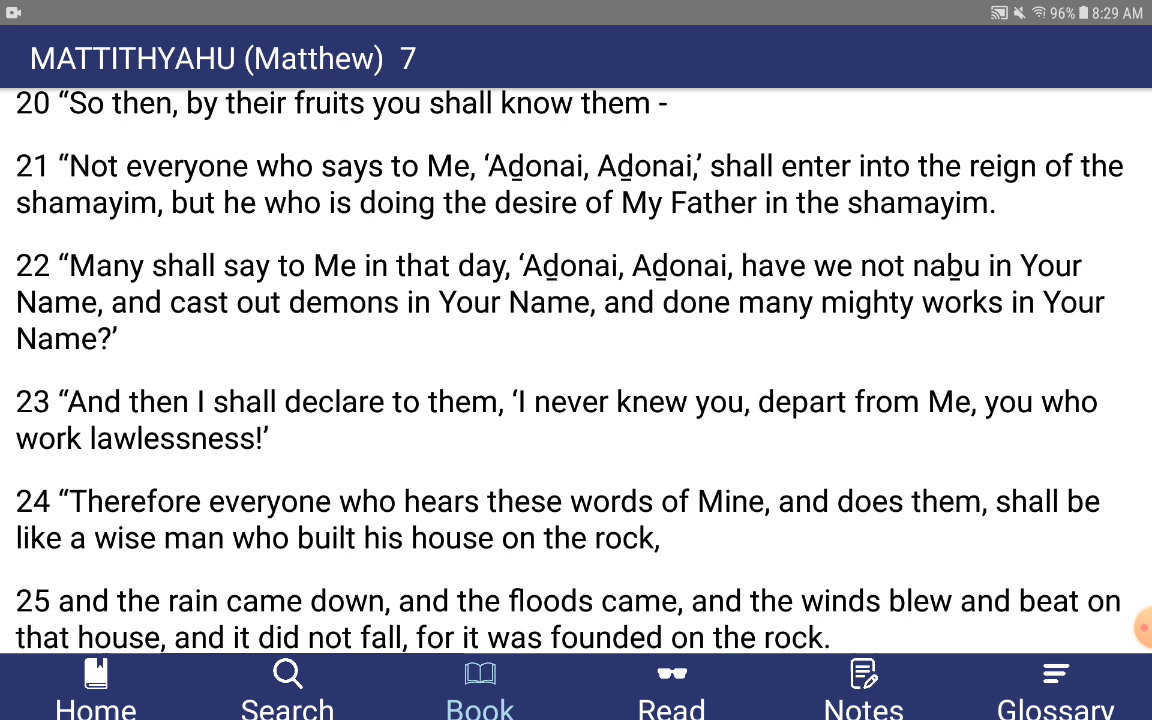 96% 8:29 AM
MATTITHYAHU (Matthew) 7
20 “So then, by their fruits you shall know them -
21 “Not everyone who says to Me, ‘Aḏonai, Aḏonai,’ shall enter into the reign of the
shamayim, but he who is doing the desire of My Father in the shamayim.
22 “Many shall say to Me in that day, ‘Aḏonai, Aḏonai, have we not naḇu in Your
Name, and cast out demons in Your Name, and done many mighty works in Your
Name?’
23 “And then I shall declare to them, ‘I never knew you, depart from Me, you who
work lawlessness!’
24 “Therefore everyone who hears these words of Mine, and does them, shall be
like a wise man who built his house on the rock,
25 and the rain came down, and the floods came, and the winds blew and beat on
that house, and it did not fall, for it was founded on the rock.
Home Search Book Read Notes Glossary